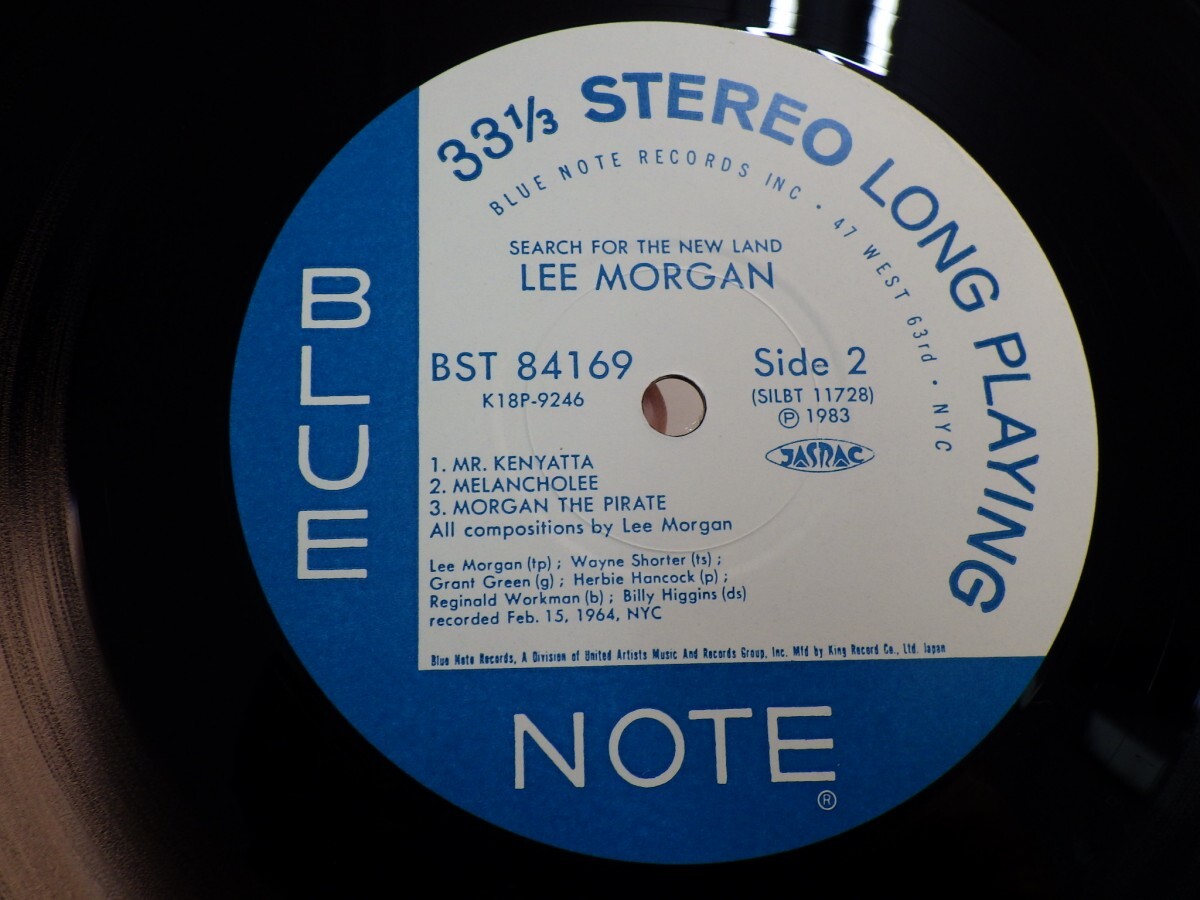 33 1/3 STEREO LONG PLAYING
BLUE NOTE RECORDS INC • 47 WEST 63rd • NYC
SEARCH FOR THE NEW LAND
LEE MORGAN
BST 84169
K18P-9246
Side 2
(SILBT 11728)
Ⓟ 1983
JASRAC
1. MR. KENYATTA
2. MELANCHOLEE
3. MORGAN THE PIRATE
All compositions by Lee Morgan
Lee Morgan (tp) ; Wayne Shorter (ts) ;
Grant Green (g) ; Herbie Hancock (p) ;
Reginald Workman (b) ; Billy Higgins (ds)
recorded Feb. 15, 1964, NYC
Blue Note Records, A Division of United Artists Music And Records Group, Inc. Mfd by King Record Co., Ltd. Japan
BLUE
NOTE
®